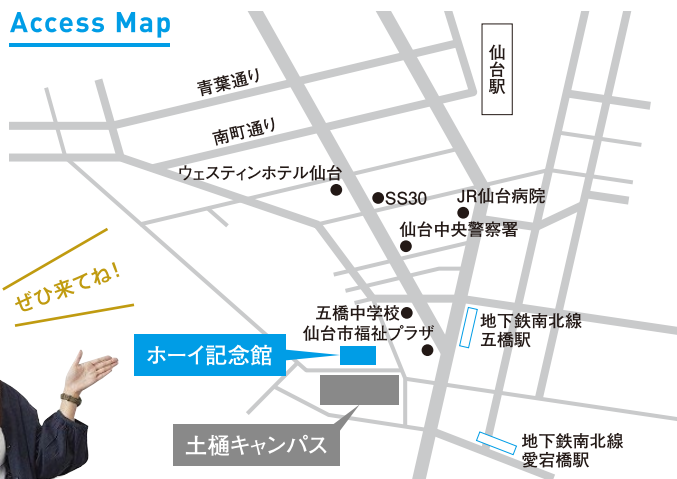 Access Map
仙台駅
青葉通り
南町通り
ウェスティンホテル仙台
SS30
JR仙台病院
仙台中央警察署
ぜひ来てね!
五橋中学校
仙台市福祉プラザ
地下鉄南北線
五橋駅
ホーイ記念館
土樋キャンパス
地下鉄南北線
愛宕橋駅